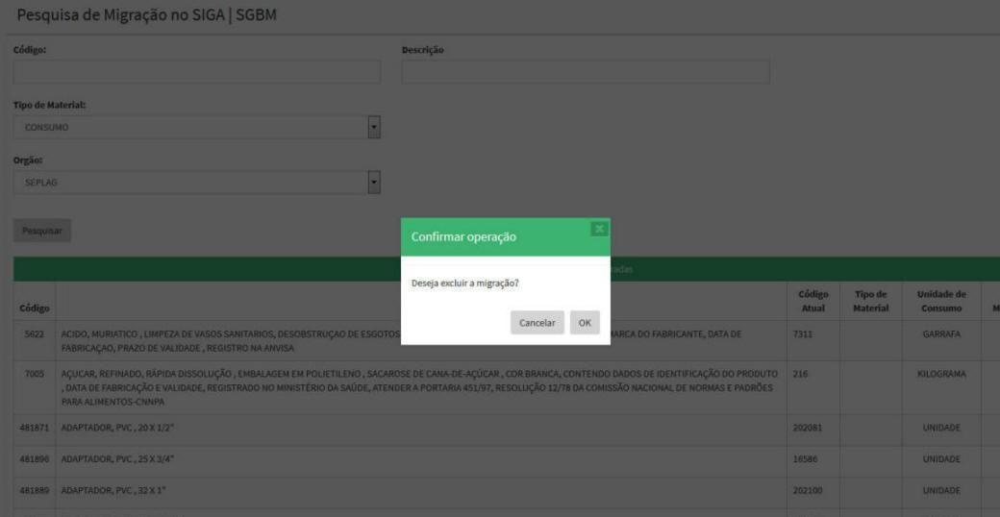 Pesquisa de Migração no SIGA | SGBM
Código:
Descrição
Tipo de Material:
CONSUMO
Orgão:
SEPLAG
Pesquisar
Confirmar operação
Deseja excluir a migração?
Cancelar OK
Código Código Atual Tipo de Material Unidade de Consumo M
5622 ACIDO, MURIATICO , LIMPEZA DE VASOS SANITARIOS, DESOBSTRUÇAO DE ESGOTOS MARCA DO FABRICANTE, DATA DE 7311 GARRAFA
FABRICAÇAO, PRAZO DE VALIDADE , REGISTRO NA ANVISA
7005 AÇUCAR, REFINADO, RÁPIDA DISSOLUÇÃO , EMBALAGEM EM POLIETILENO , SACAROSE DE CANA-DE-AÇÚCAR , COR BRANCA, CONTENDO DADOS DE IDENTIFICAÇÃO DO PRODUTO 216 KILOGRAMA
, DATA DE FABRICAÇÃO E VALIDADE, REGISTRADO NO MINISTÉRIO DA SAÚDE, ATENDER A PORTARIA 451/97, RESOLUÇÃO 12/78 DA COMISSÃO NACIONAL DE NORMAS E PADRÕES
PARA ALIMENTOS-CNNPA
481871 ADAPTADOR, PVC , 20 X 1/2" 202081 UNIDADE
481896 ADAPTADOR, PVC , 25 X 3/4" 16586 UNIDADE
481889 ADAPTADOR, PVC , 32 X 1" 202100 UNIDADE